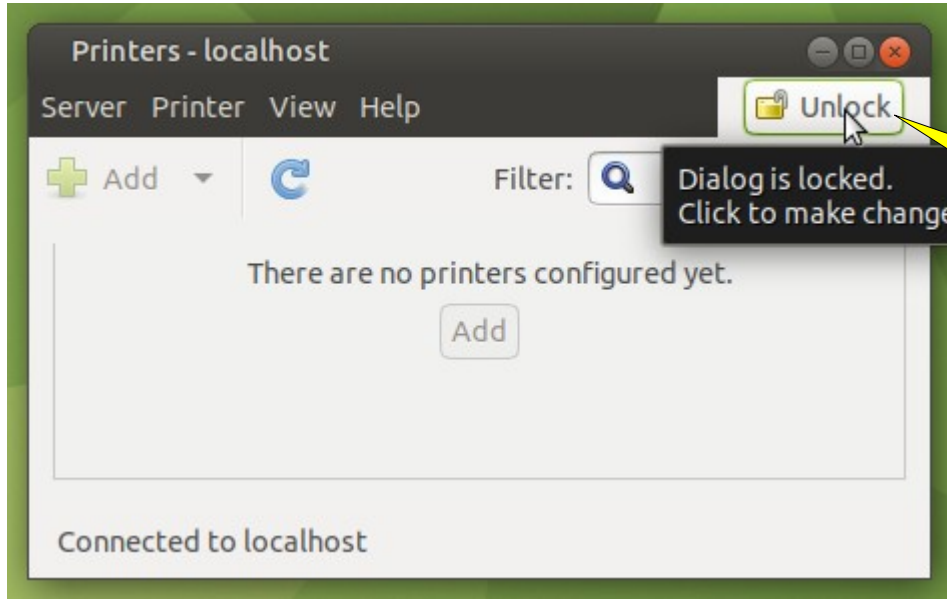 Printers - localhost
Server Printer View Help
Unlock
Add
Filter:
Dialog is locked.
Click to make change
There are no printers configured yet.
Add
Connected to localhost